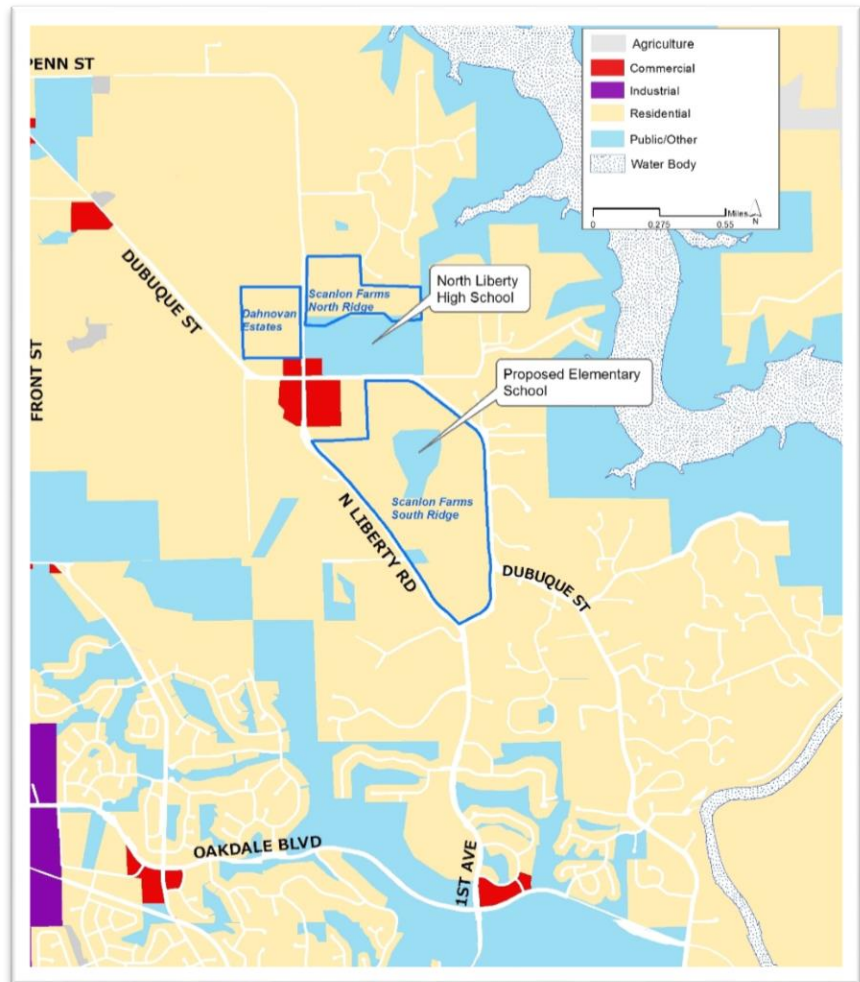 PENN ST
Agriculture
Commercial
Industrial
Residential
Public/Other
Water Body
Miles
N
0
0.275
0.55
DUBUQUE ST
Dahnovan
Estates
Scanlon Farms
North Ridge
North Liberty
High School
Proposed Elementary
School
FRONT ST
Scanlon Farms
South Ridge
N LIBERTY RD
DUBUQUE ST
OAKDALE BLVD
1ST AVE